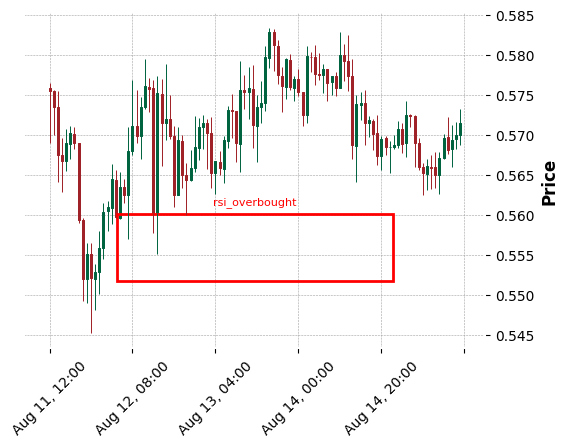 0.585
0.580
0.575
0.570
0.565
0.560
0.555
0.550
0.545
Price
rsi_overbought
Aug 11, 12:00
Aug 12, 08:00
Aug 13, 04:00
Aug 14, 00:00
Aug 14, 20:00